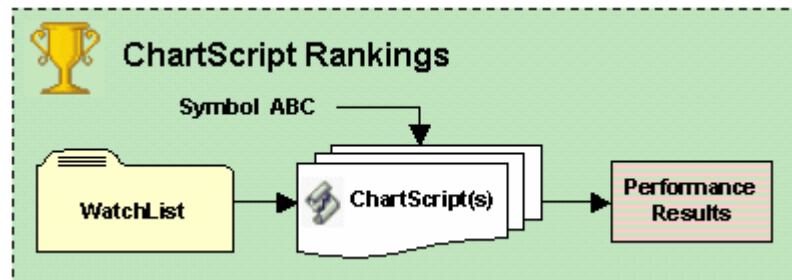 ChartScript Rankings
Symbol ABC
WatchList
ChartScript(s)
Performance
Results